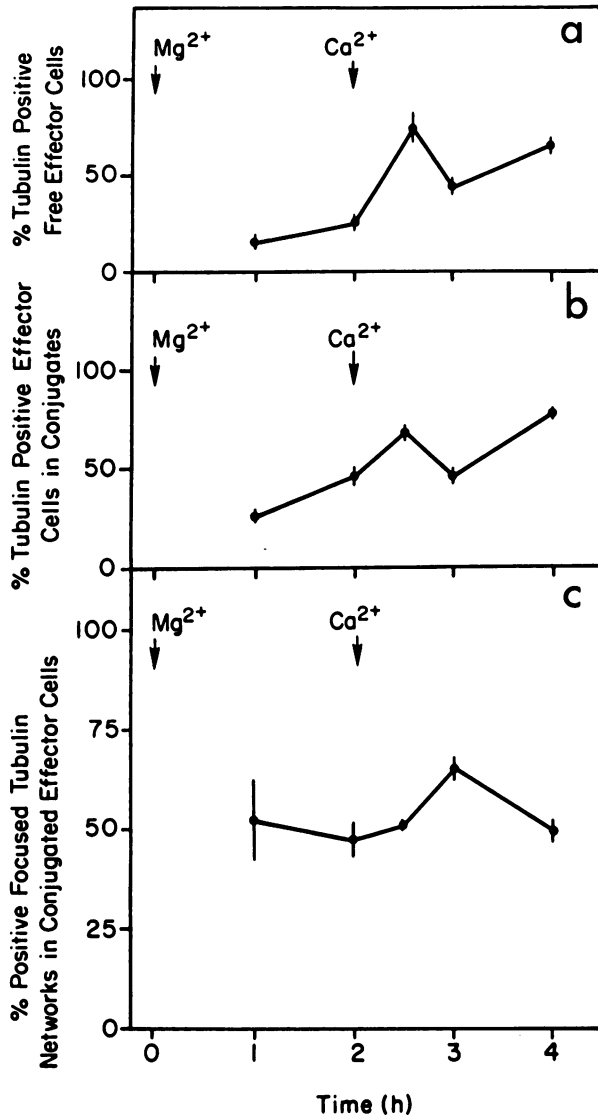 a
Mg2+
Ca2+
100
50
0
% Tubulin Positive
Free Effector Cells
b
Mg2+
Ca2+
100
50
0
% Tubulin Positive Effector
Cells in Conjugates
c
Mg2+
Ca2+
100
75
50
25
0
% Positive Focused Tubulin
Networks in Conjugated Effector Cells
0 1 2 3 4
Time (h)